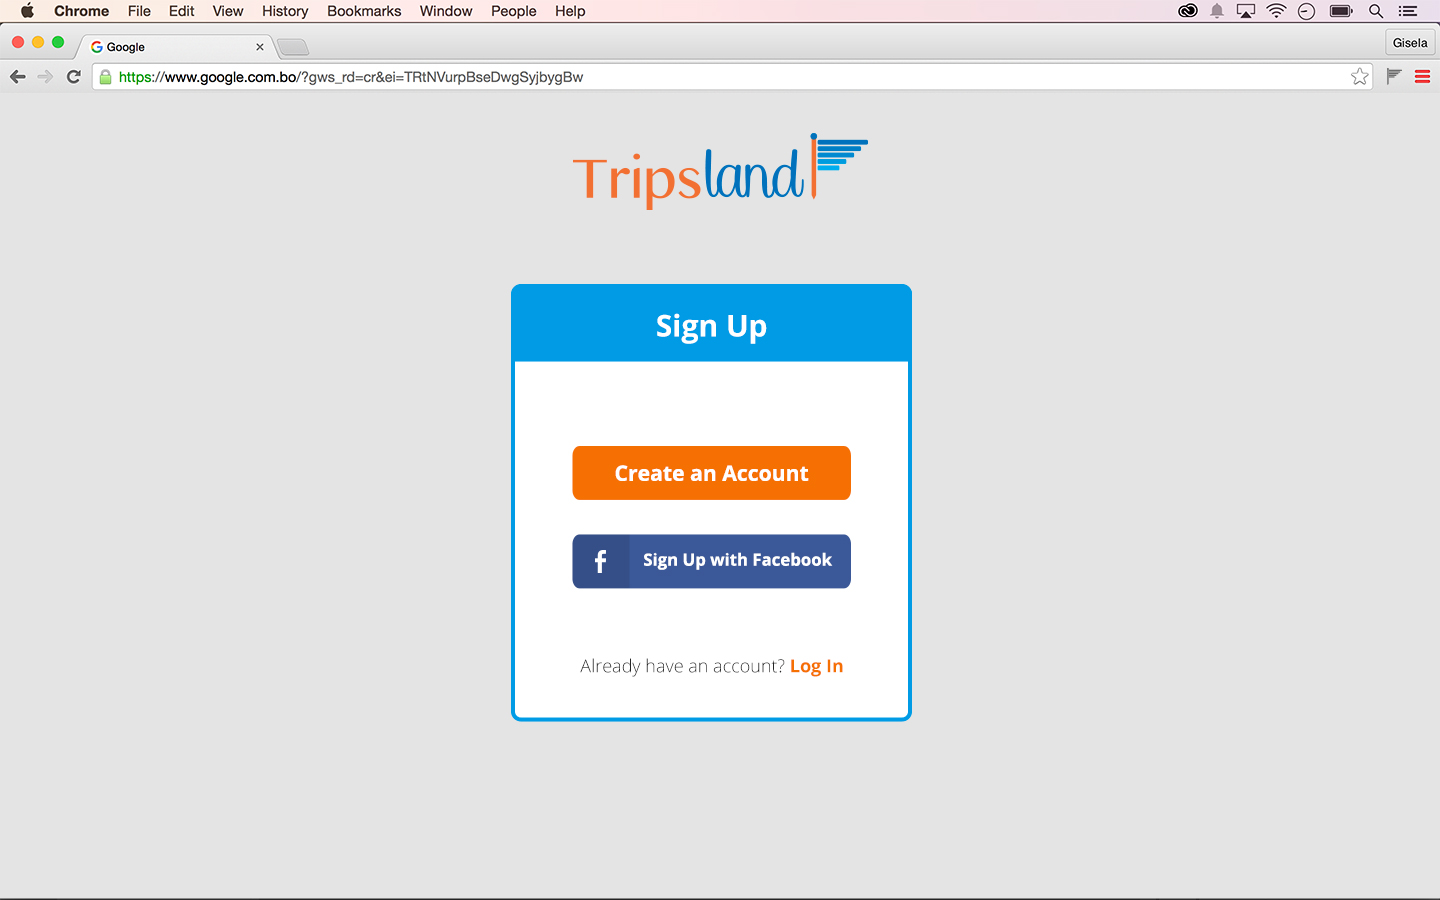 Chrome File Edit View History Bookmarks Window People Help
Google
Gisela
https://www.google.com.bo/?gws_rd=cr&ei=TRtNVurpBseDwgSyjbygBw
Tripsland
Sign Up
Create an Account
f Sign Up with Facebook
Already have an account? Log In